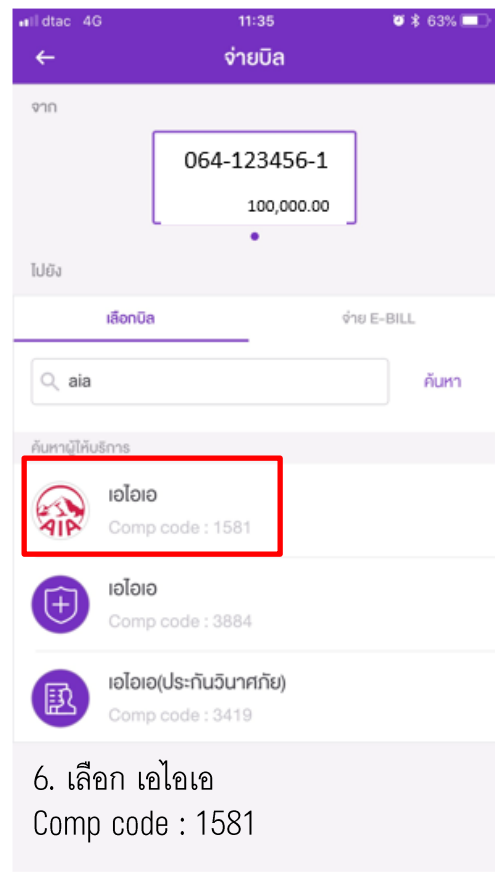 dtac 4G 11:35 63%
จ่ายบิล
จาก
064-123456-1
100,000.00
ไปยัง
เลือกบิล จ่าย E-BILL
aia ค้นหา
ค้นหาผู้ให้บริการ
เอไอเอ
AIA
Comp code : 1581
เอไอเอ
Comp code : 3884
เอไอเอ(ประกันวินาศภัย)
Comp code : 3419
6. เลือก เอไอเอ
Comp code : 1581